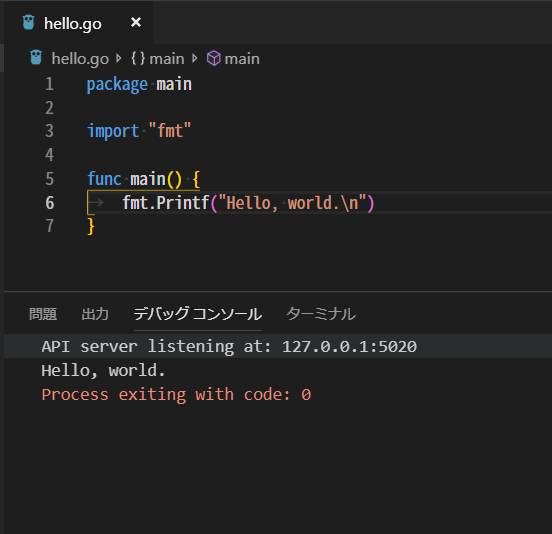 hello.go ×
hello.go > {} main > main
1 package main
2
3 import "fmt"
4
5 func main() {
6 fmt.Printf("Hello, world.\n")
7 }
問題 出力 デバッグ コンソール ターミナル
API server listening at: 127.0.0.1:5020
Hello, world.
Process exiting with code: 0